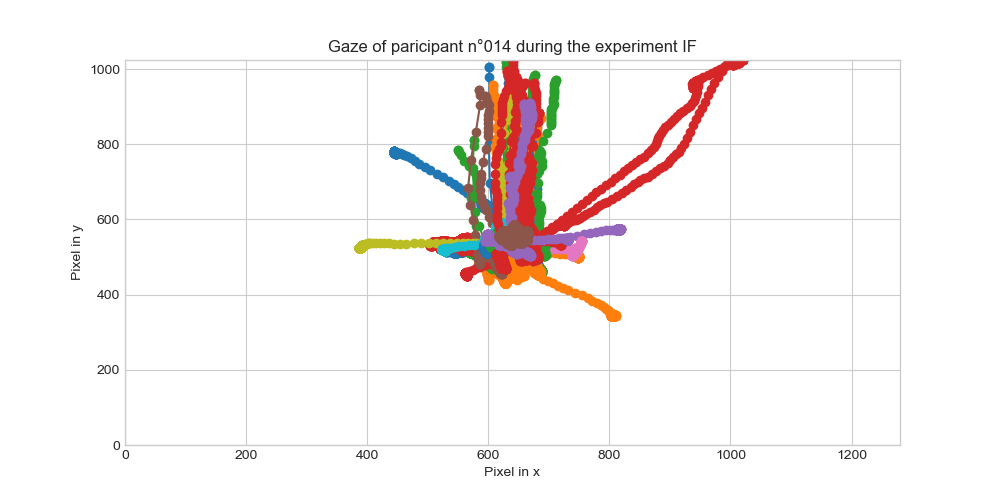 Gaze of paricipant n°014 during the experiment IF
1000
800
600
400
200
0
Pixel in y
0 200 400 600 800 1000 1200
Pixel in x